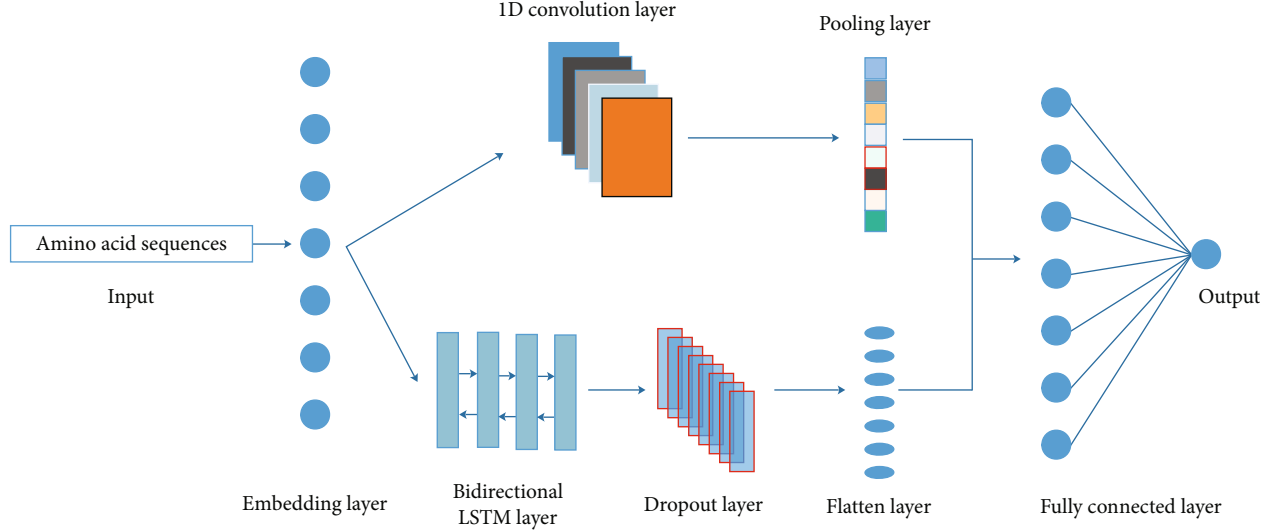 1D convolution layer
Pooling layer
Amino acid sequences
Input
Output
Embedding layer
Bidirectional
LSTM layer
Dropout layer
Flatten layer
Fully connected layer